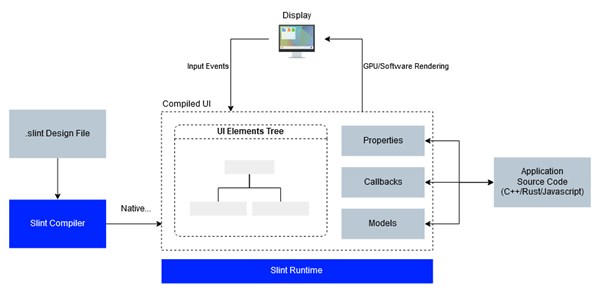 Display
Input Events
GPU/Software Rendering
Compiled UI
.slint Design File
UI Elements Tree
Properties
Callbacks
Models
Application
Source Code
(C++/Rust/Javascript)
Slint Compiler
Native...
Slint Runtime